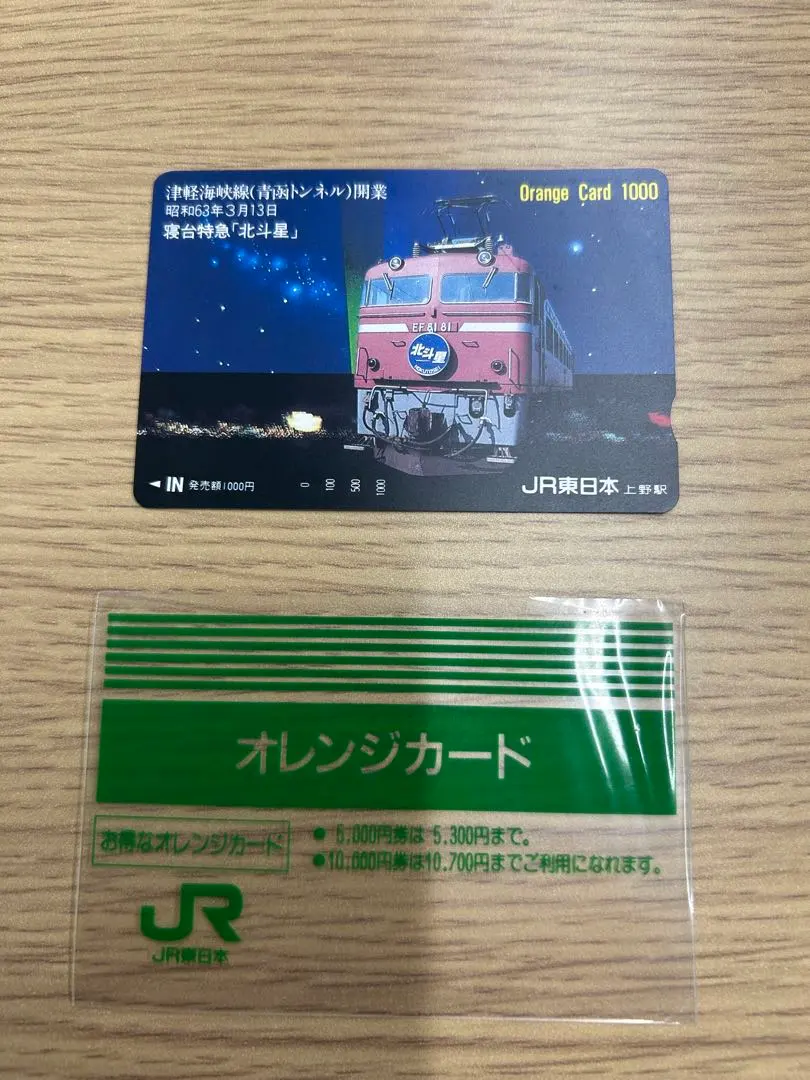 津軽海峡線(青函トンネル)開業
昭和63年3月13日
寝台特急「北斗星」
Orange Card 1000
EF 81 81
北斗星
HOKUTOSEI
◀ IN 発売額1000円
0 100 500 1000
JR東日本 上野駅
オレンジカード
お得なオレンジカード
● 5,000円券は 5,300円まで。
●10,000円券は10,700円までご利用になれます。
JR
JR東日本